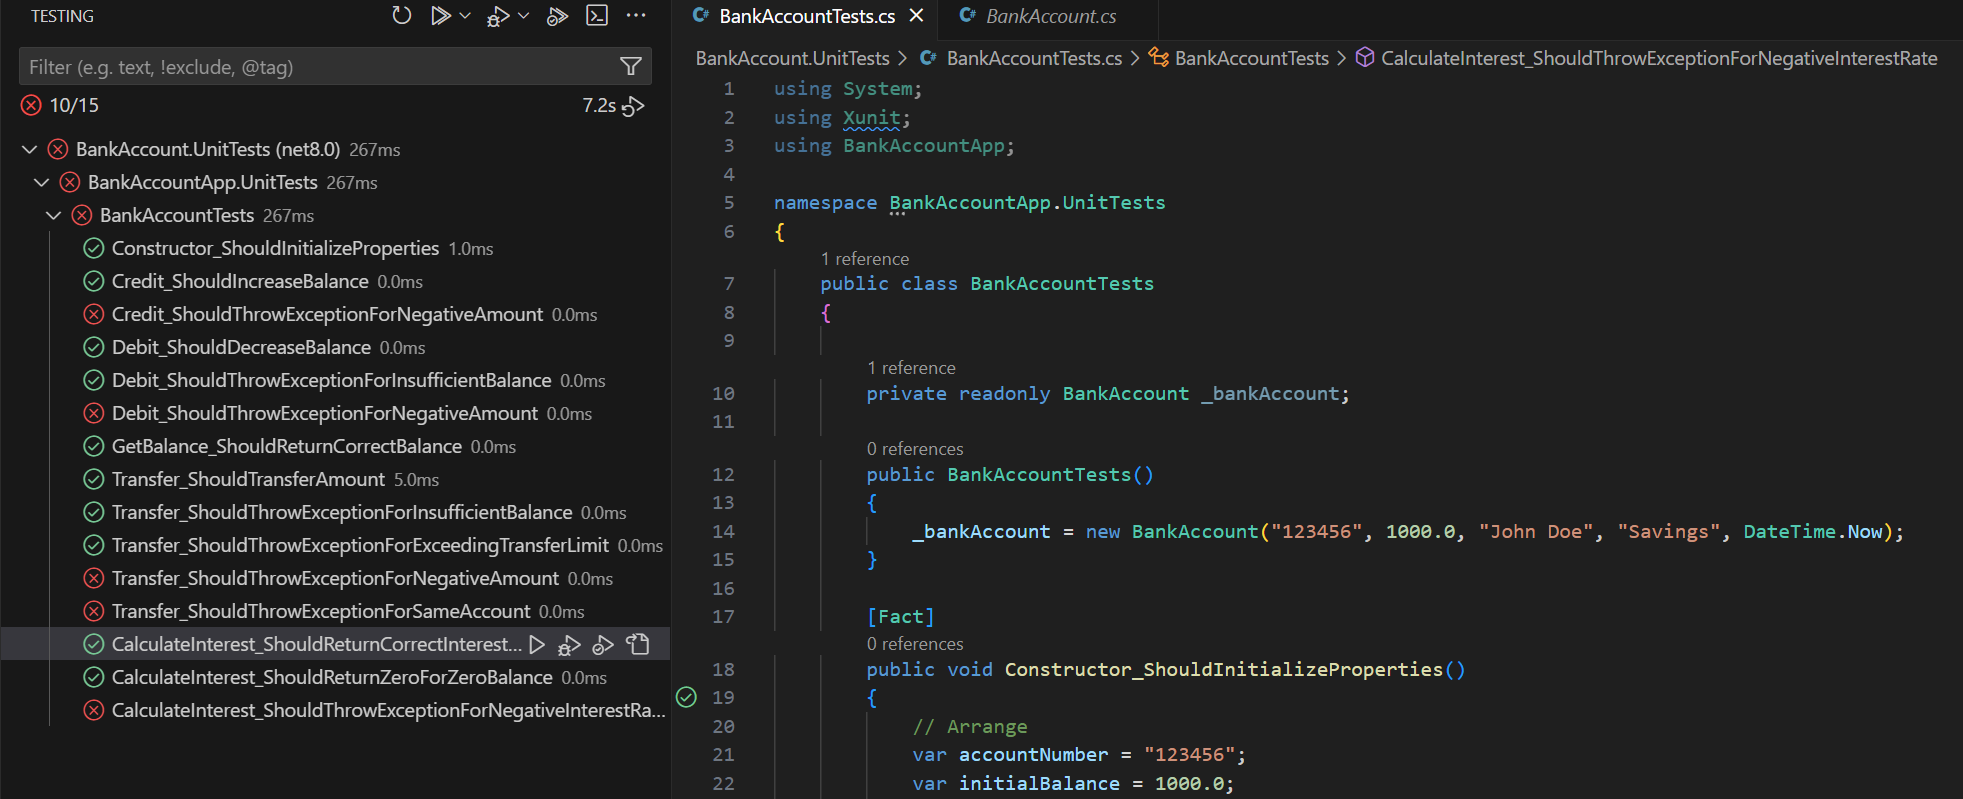 TESTING
Filter (e.g. text, !exclude, @tag)
10/15 7.2s
BankAccount.UnitTests (net8.0) 267ms
BankAccountApp.UnitTests 267ms
BankAccountTests 267ms
Constructor_ShouldInitializeProperties 1.0ms
Credit_ShouldIncreaseBalance 0.0ms
Credit_ShouldThrowExceptionForNegativeAmount 0.0ms
Debit_ShouldDecreaseBalance 0.0ms
Debit_ShouldThrowExceptionForInsufficientBalance 0.0ms
Debit_ShouldThrowExceptionForNegativeAmount 0.0ms
GetBalance_ShouldReturnCorrectBalance 0.0ms
Transfer_ShouldTransferAmount 5.0ms
Transfer_ShouldThrowExceptionForInsufficientBalance 0.0ms
Transfer_ShouldThrowExceptionForExceedingTransferLimit 0.0ms
Transfer_ShouldThrowExceptionForNegativeAmount 0.0ms
Transfer_ShouldThrowExceptionForSameAccount 0.0ms
CalculateInterest_ShouldReturnCorrectInterest...
CalculateInterest_ShouldReturnZeroForZeroBalance 0.0ms
CalculateInterest_ShouldThrowExceptionForNegativeInterestRa...
C# BankAccountTests.cs C# BankAccount.cs
BankAccount.UnitTests > C# BankAccountTests.cs > BankAccountTests > CalculateInterest_ShouldThrowExceptionForNegativeInterestRate
1 using System;
2 using Xunit;
3 using BankAccountApp;
4
5 namespace BankAccountApp.UnitTests
6 {
1 reference
7 public class BankAccountTests
8 {
9
1 reference
10 private readonly BankAccount _bankAccount;
11
0 references
12 public BankAccountTests()
13 {
14 _bankAccount = new BankAccount("123456", 1000.0, "John Doe", "Savings", DateTime.Now);
15 }
16
17 [Fact]
0 references
18 public void Constructor_ShouldInitializeProperties()
19 {
20 // Arrange
21 var accountNumber = "123456";
22 var initialBalance = 1000.0;